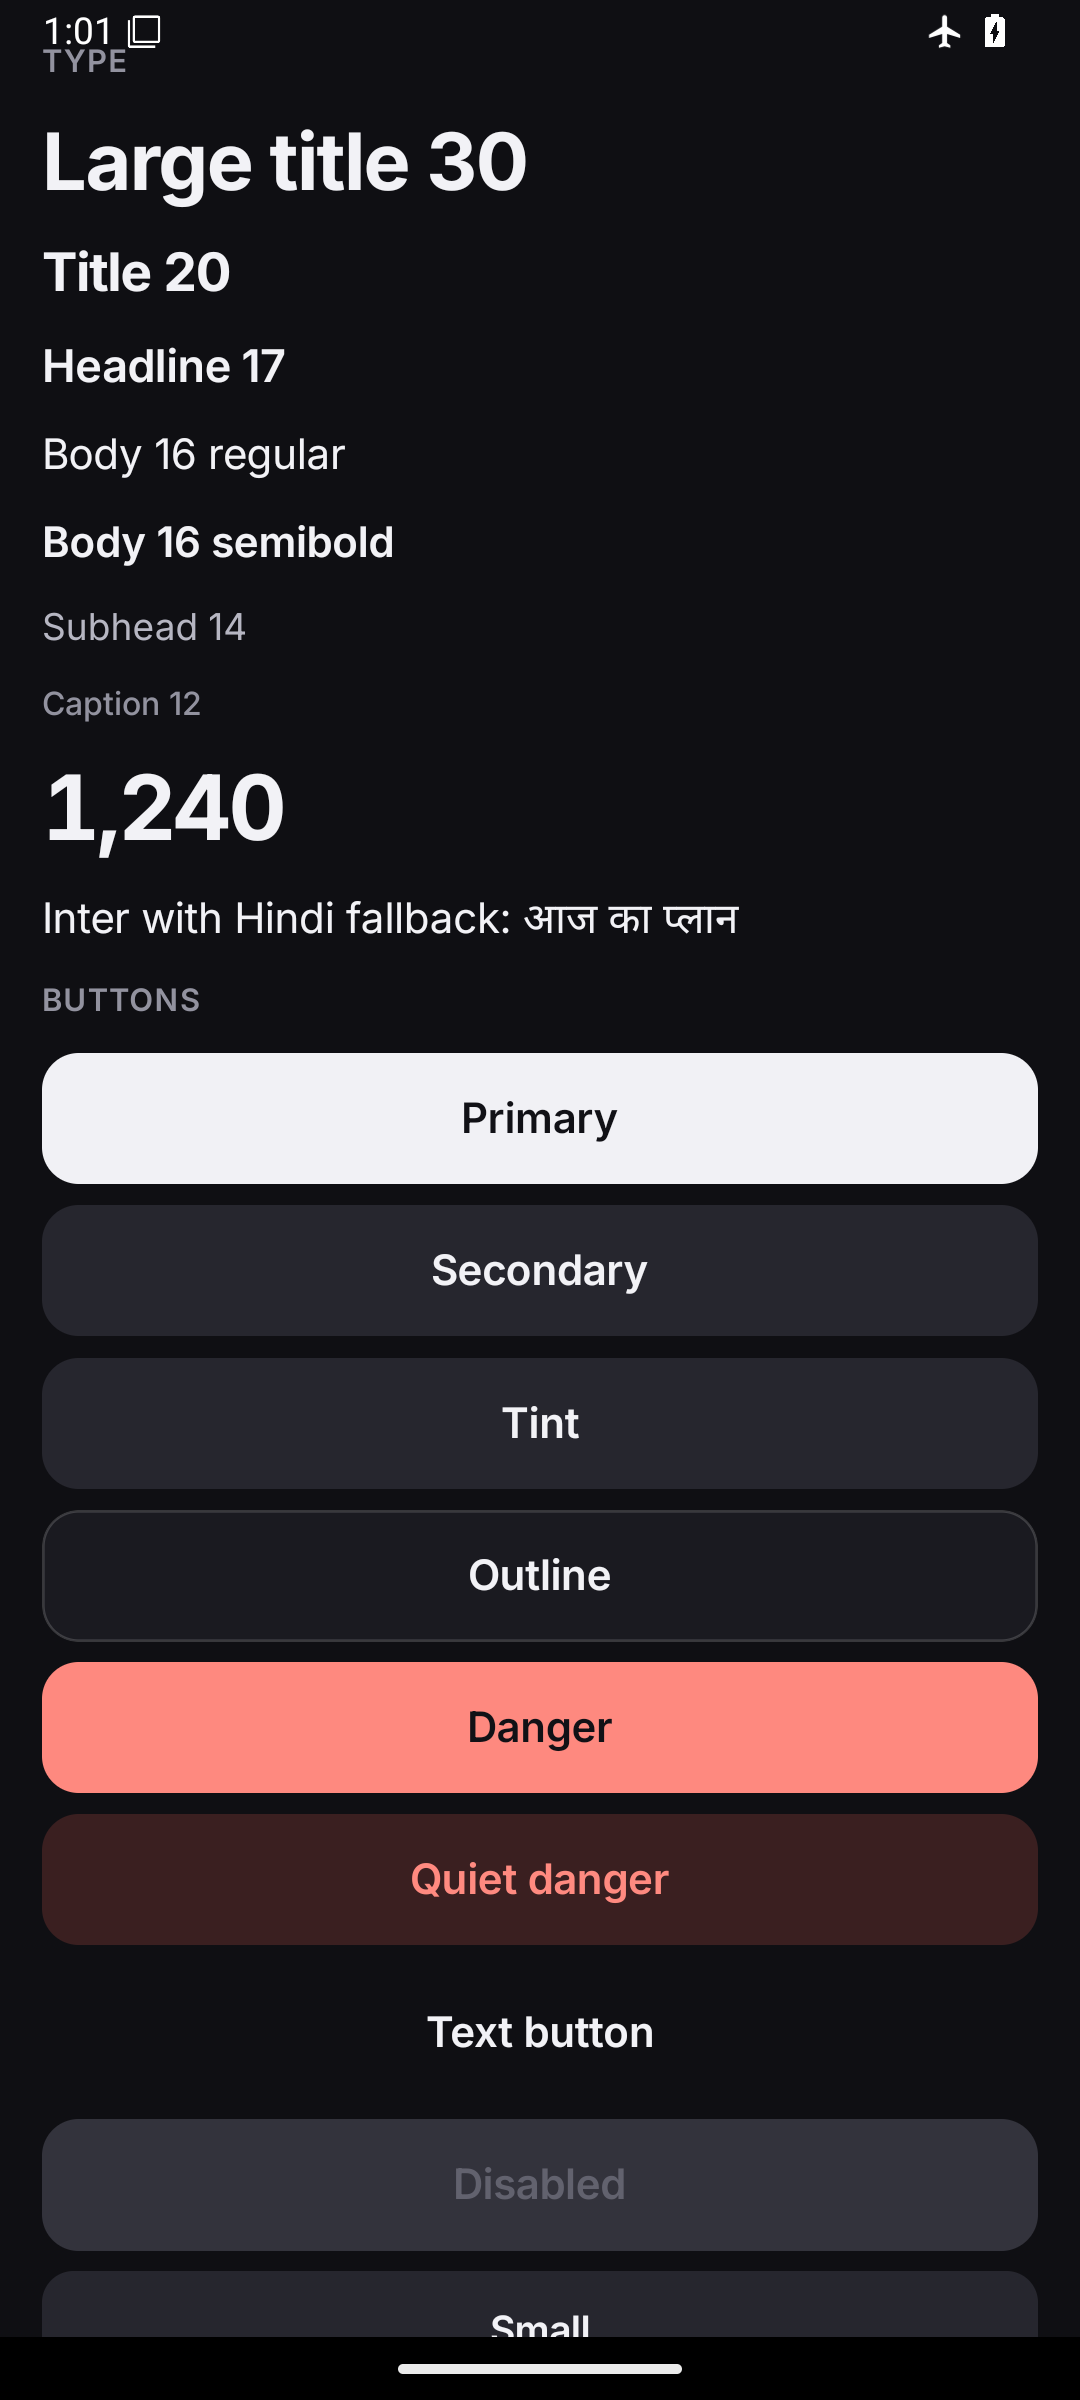 1:01
TYPE
Large title 30
Title 20
Headline 17
Body 16 regular
Body 16 semibold
Subhead 14
Caption 12
1,240
Inter with Hindi fallback: आज का प्लान
BUTTONS
Primary
Secondary
Tint
Outline
Danger
Quiet danger
Text button
Disabled
Small